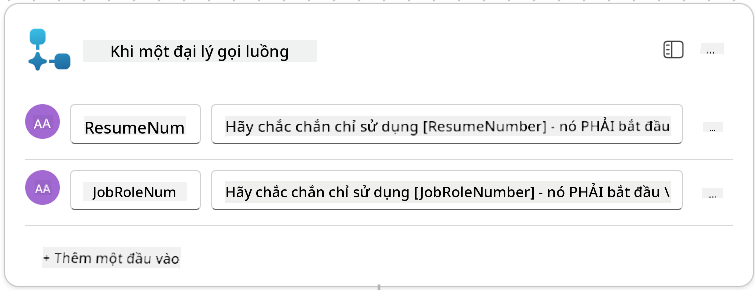 Khi một đại lý gọi luồng
...
AA
ResumeNum
Hãy chắc chắn chỉ sử dụng [ResumeNumber] - nó PHẢI bắt đầu
...
AA
JobRoleNum
Hãy chắc chắn chỉ sử dụng [JobRoleNumber] - nó PHẢI bắt đầu \
...
+ Thêm một đầu vào